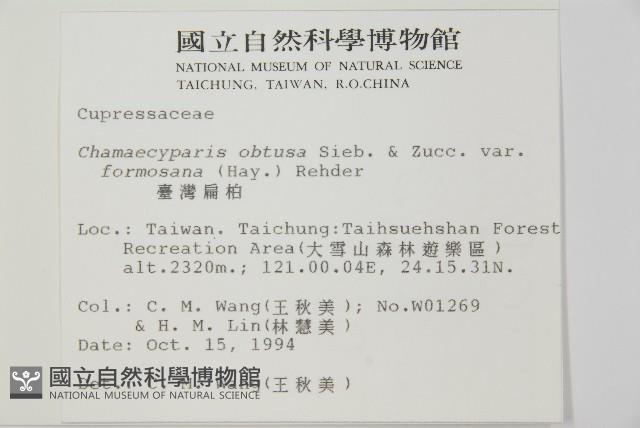 國立自然科學博物館
NATIONAL MUSEUM OF NATURAL SCIENCE
TAICHUNG, TAIWAN, R.O.CHINA
Cupressaceae
Chamaecyparis obtusa Sieb. & Zucc. var.
formosana (Hay.) Rehder
臺灣扁柏
Loc.: Taiwan. Taichung:Taihsuehshan Forest
Recreation Area(大雪山森林遊樂區)
alt.2320m.; 121.00.04E, 24.15.31N.
Col.: C. M. Wang(王秋美); No.W01269
& H. M. Lin(林慧美)
Date: Oct. 15, 1994
C. M. Wang(王秋美)
國立自然科學博物館
NATIONAL MUSEUM OF NATURAL SCIENCE